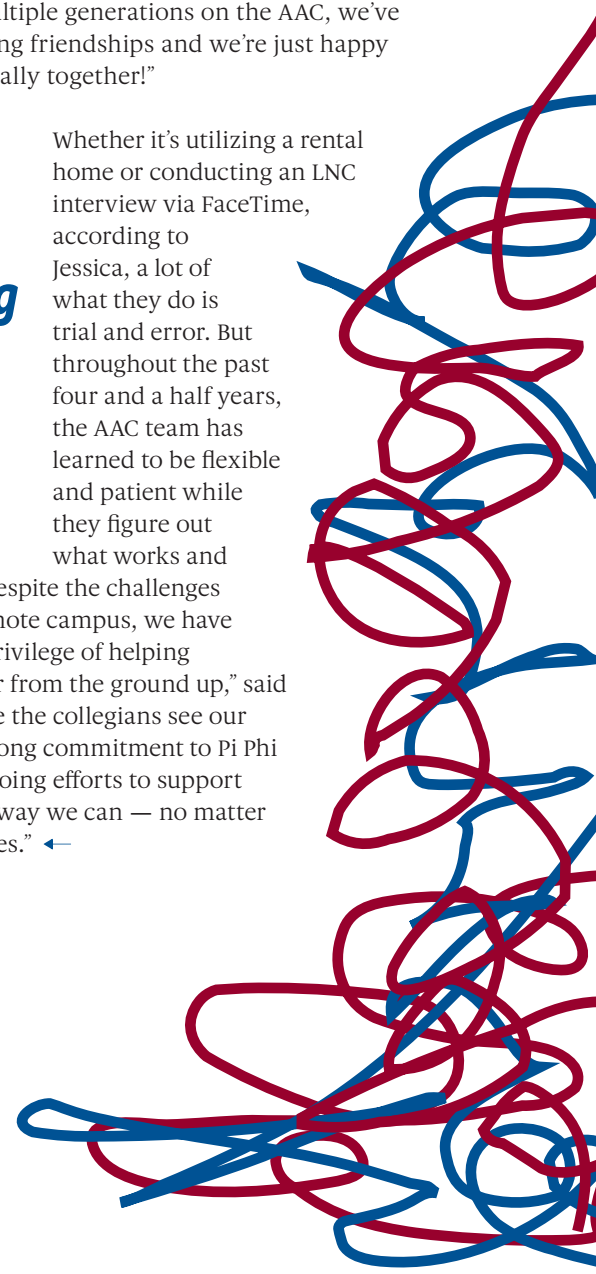 ltiple generations on the AAC, we’ve
ng friendships and we’re just happy
ally together!”
Whether it’s utilizing a rental
home or conducting an LNC
interview via FaceTime,
according to
Jessica, a lot of
what they do is
trial and error. But
throughout the past
four and a half years,
the AAC team has
learned to be flexible
and patient while
they figure out
what works and
espite the challenges
note campus, we have
rivilege of helping
r from the ground up,” said
e the collegians see our
ong commitment to Pi Phi
oing efforts to support
way we can — no matter
es.” ←
g